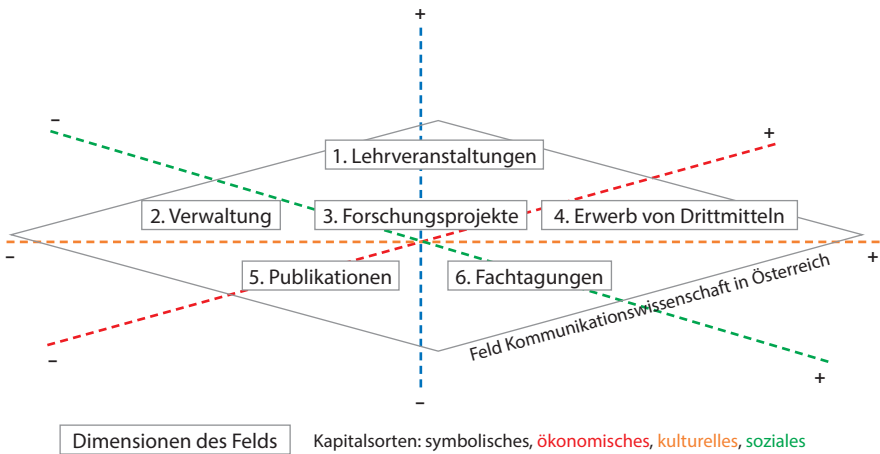 +
–
+
1. Lehrveranstaltungen
2. Verwaltung
3. Forschungsprojekte
4. Erwerb von Drittmitteln
–
+
5. Publikationen
6. Fachtagungen
Feld Kommunikationswissenschaft in Österreich
–
+
–
Dimensionen des Felds
Kapitalsorten: symbolisches, ökonomisches, kulturelles, soziales